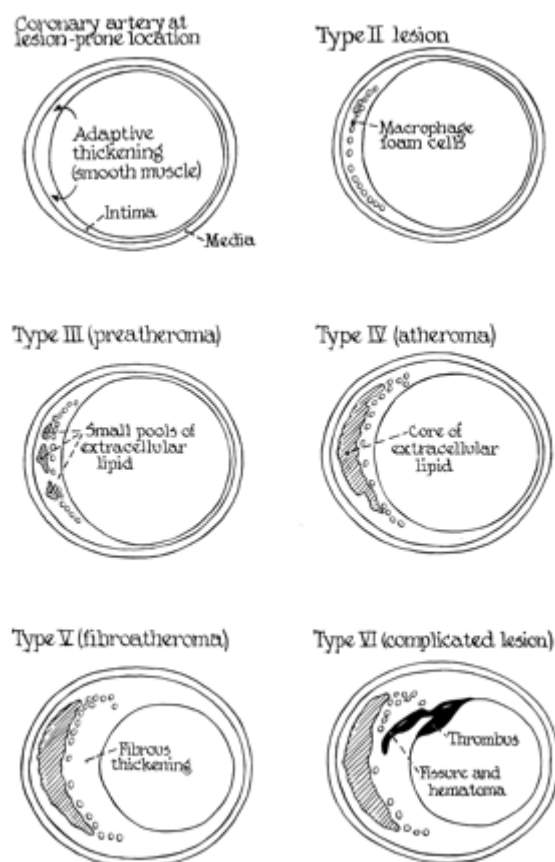 Coronary artery at
lesion-prone location
Adaptive
thickening
(smooth muscle)
Intima
Media
Type II lesion
Macrophage
foam cells
Type III (preatheroma)
Small pools of
extracellular
lipid
Type IV (atheroma)
Core of
extracellular
lipid
Type V (fibroatheroma)
Fibrous
thickening
Type VI (complicated lesion)
Thrombus
Fissure and
hematoma